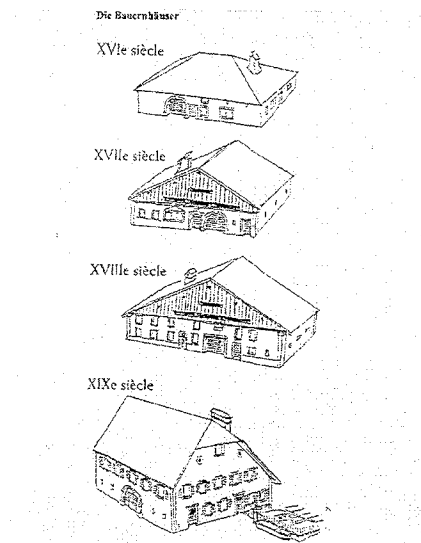 Die Bauernhäuser
XVIe siècle
XVIIe siècle
XVIIIe siècle
XIXe siècle